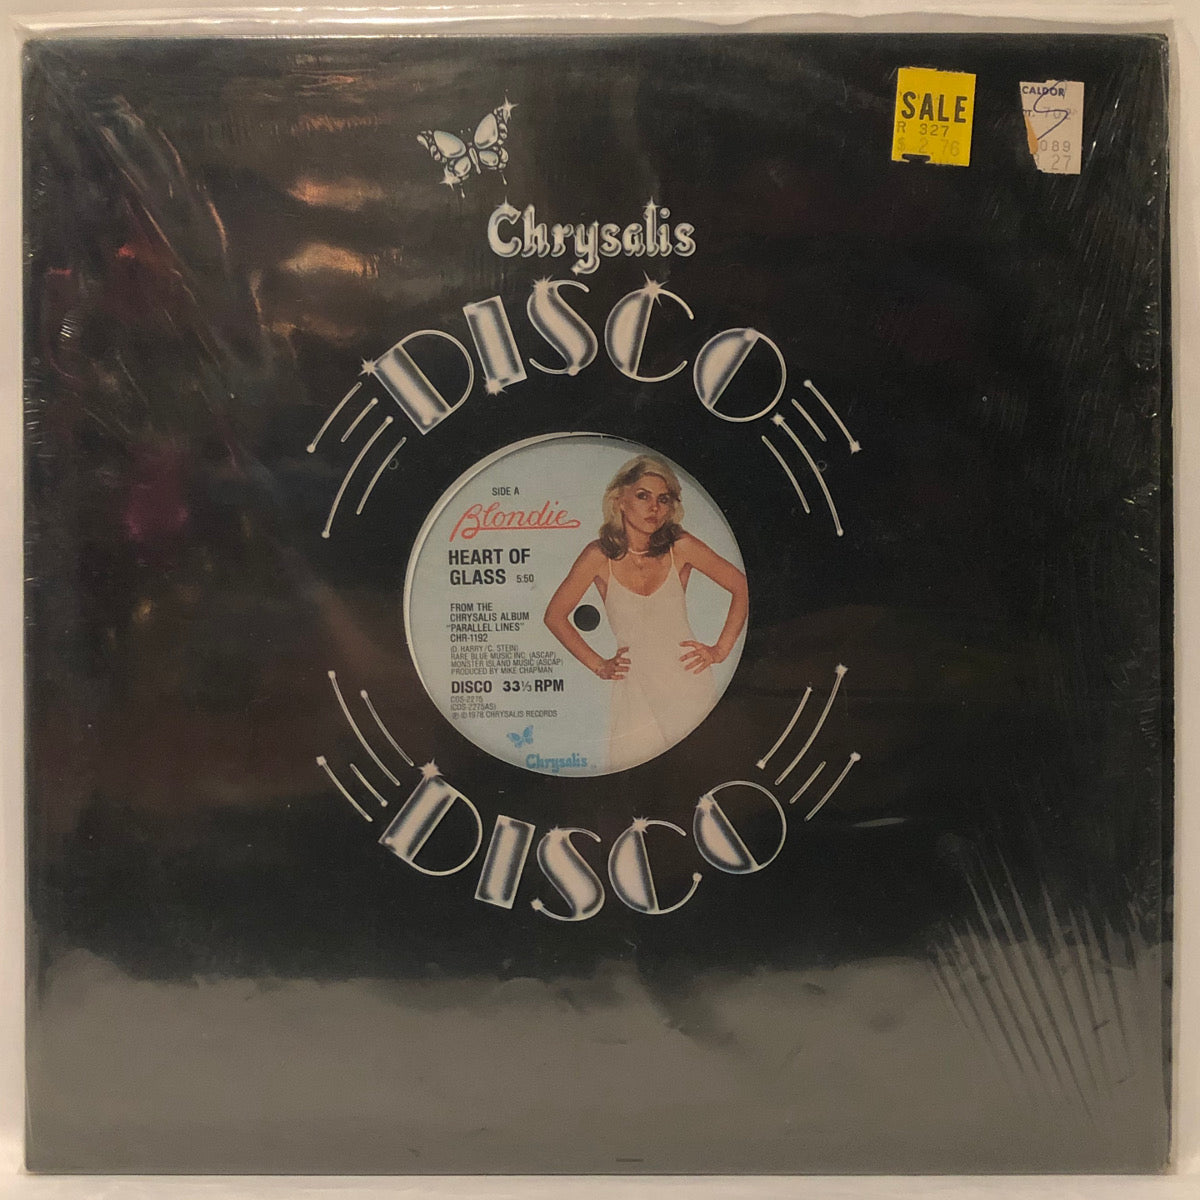 SALE
R 327
$ 2.76
CALDOR
089
27
Chrysalis
DISCO
SIDE A
Blondie
HEART OF
GLASS 5:50
FROM THE
CHRYSALIS ALBUM
"PARALLEL LINES"
CHR-1192
(D. HARRY/C. STEIN)
RARE BLUE MUSIC INC. (ASCAP)
MONSTER ISLAND MUSIC (ASCAP)
PRODUCED BY MIKE CHAPMAN
DISCO 33⅓ RPM
CDS-2275
(CDS-2275AS)
℗ © 1978 CHRYSALIS RECORDS
Chrysalis
DISCO